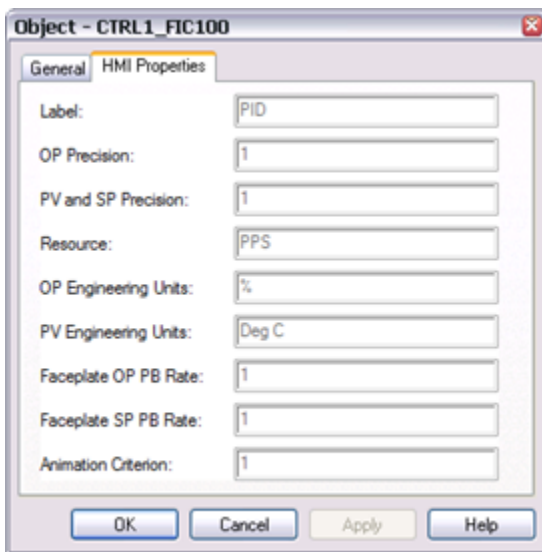 Object - CTRL1_FIC100
General HMI Properties
Label: PID
OP Precision: 1
PV and SP Precision: 1
Resource: PPS
OP Engineering Units: %
PV Engineering Units: Deg C
Faceplate OP PB Rate: 1
Faceplate SP PB Rate: 1
Animation Criterion: 1
OK Cancel Apply Help